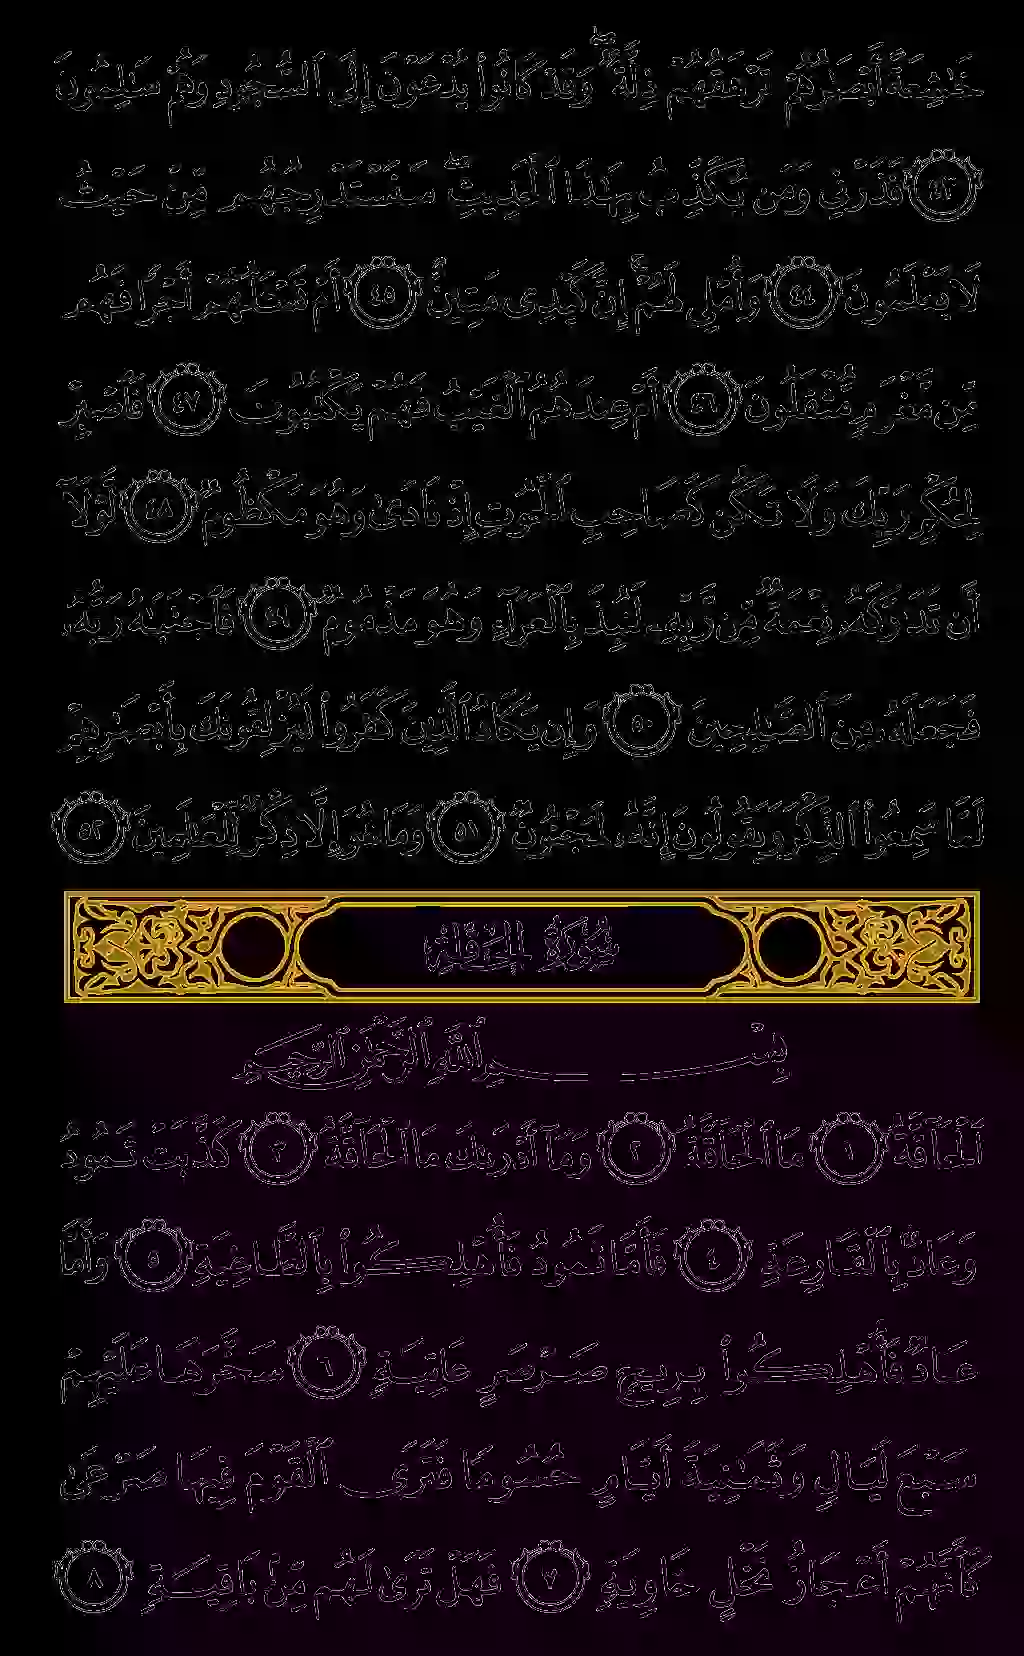 خَـٰشِعَةً أَبْصَـٰرُهُمْ تَرْهَقُهُمْ ذِلَّةٌ ۖ وَقَدْ كَانُوا۟ يُدْعَوْنَ إِلَى ٱلسُّجُودِ وَهُمْ سَـٰلِمُونَ
٤٣ فَذَرْنِى وَمَن يُكَذِّبُ بِهَـٰذَا ٱلْحَدِيثِ ۖ سَنَسْتَدْرِجُهُم مِّنْ حَيْثُ
لَا يَعْلَمُونَ ٤٤ وَأُمْلِى لَهُمْ ۚ إِنَّ كَيْدِى مَتِينٌ ٤٥ أَمْ تَسْـَٔلُهُمْ أَجْرًا فَهُم
مِّن مَّغْرَمٍ مُّثْقَلُونَ ٤٦ أَمْ عِندَهُمُ ٱلْغَيْبُ فَهُمْ يَكْتُبُونَ ٤٧ فَٱصْبِرْ
لِحُكْمِ رَبِّكَ وَلَا تَكُن كَصَاحِبِ ٱلْحُوتِ إِذْ نَادَىٰ وَهُوَ مَكْظُومٌ ٤٨ لَّوْلَآ
أَن تَدَٰرَكَهُۥ نِعْمَةٌ مِّن رَّبِّهِۦ لَنُبِذَ بِٱلْعَرَآءِ وَهُوَ مَذْمُومٌ ٤٩ فَٱجْتَبَـٰهُ رَبُّهُۥ
فَجَعَلَهُۥ مِنَ ٱلصَّـٰلِحِينَ ٥٠ وَإِن يَكَادُ ٱلَّذِينَ كَفَرُوا۟ لَيُزْلِقُونَكَ بِأَبْصَـٰرِهِمْ
لَمَّا سَمِعُوا۟ ٱلذِّكْرَ وَيَقُولُونَ إِنَّهُۥ لَمَجْنُونٌ ٥١ وَمَا هُوَ إِلَّا ذِكْرٌ لِّلْعَـٰلَمِينَ ٥٢
سُورَةُ الحَاقَّةِ
بِسْمِ ٱللَّهِ ٱلرَّحْمَـٰنِ ٱلرَّحِيمِ
ٱلْحَآقَّةُ ١ مَا ٱلْحَآقَّةُ ٢ وَمَآ أَدْرَىٰكَ مَا ٱلْحَآقَّةُ ٣ كَذَّبَتْ ثَمُودُ
وَعَادٌۢ بِٱلْقَارِعَةِ ٤ فَأَمَّا ثَمُودُ فَأُهْلِكُوا۟ بِٱلطَّاغِيَةِ ٥ وَأَمَّا
عَادٌ فَأُهْلِكُوا۟ بِرِيحٍ صَرْصَرٍ عَاتِيَةٍ ٦ سَخَّرَهَا عَلَيْهِمْ
سَبْعَ لَيَالٍ وَثَمَـٰنِيَةَ أَيَّامٍ حُسُومًا فَتَرَى ٱلْقَوْمَ فِيهَا صَرْعَىٰ
كَأَنَّهُمْ أَعْجَازُ نَخْلٍ خَاوِيَةٍ ٧ فَهَلْ تَرَىٰ لَهُم مِّنۢ بَاقِيَةٍ ٨